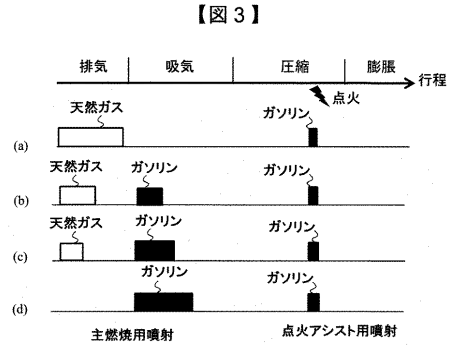 【図３】
排気 吸気 圧縮 膨脹
行程
点火
天然ガス ガソリン
(a)
天然ガス ガソリン ガソリン
(b)
天然ガス ガソリン ガソリン
(c)
ガソリン ガソリン
(d)
主燃焼用噴射 点火アシスト用噴射